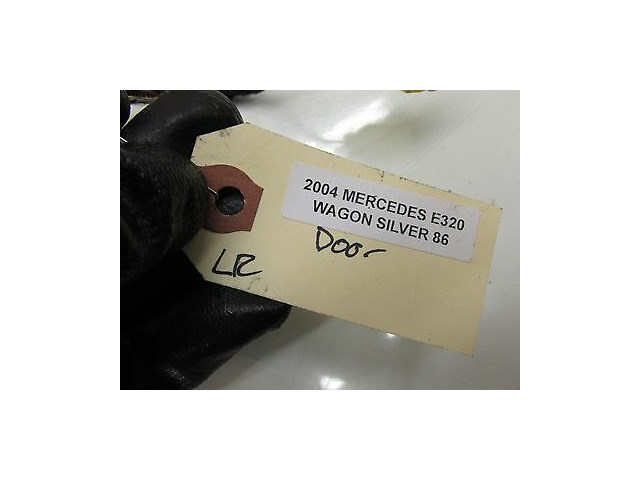 2004 MERCEDES E320
WAGON SILVER 86
Door
LR